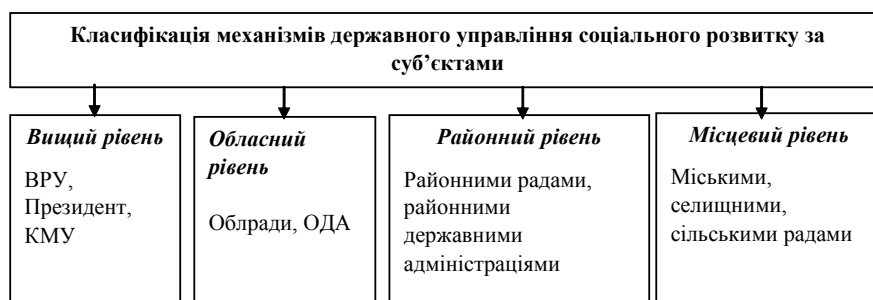 Класифікація механізмів державного управління соціального розвитку за
суб’єктами
Вищий рівень
ВРУ,
Президент,
КМУ
Обласний
рівень
Облради, ОДА
Районний рівень
Районними радами,
районними
державними
адміністраціями
Місцевий рівень
Міськими,
селищними,
сільськими радами